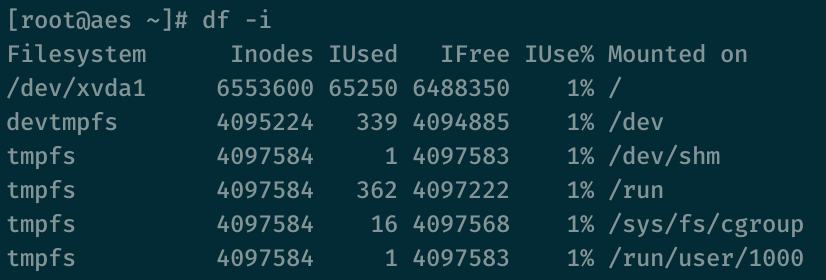 [root@aes ~]# df -i
Filesystem      Inodes IUsed   IFree IUse% Mounted on
/dev/xvda1     6553600 65250 6488350    1% /
devtmpfs       4095224   339 4094885    1% /dev
tmpfs          4097584     1 4097583    1% /dev/shm
tmpfs          4097584   362 4097222    1% /run
tmpfs          4097584    16 4097568    1% /sys/fs/cgroup
tmpfs          4097584     1 4097583    1% /run/user/1000